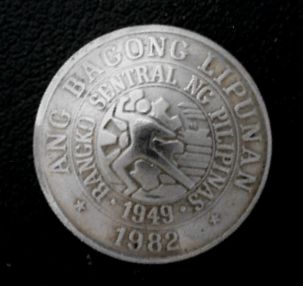 ANG BAGONG LIPUNAN
BANGKO SENTRAL NG PILIPINAS
· 1949 ·
* 1982 *